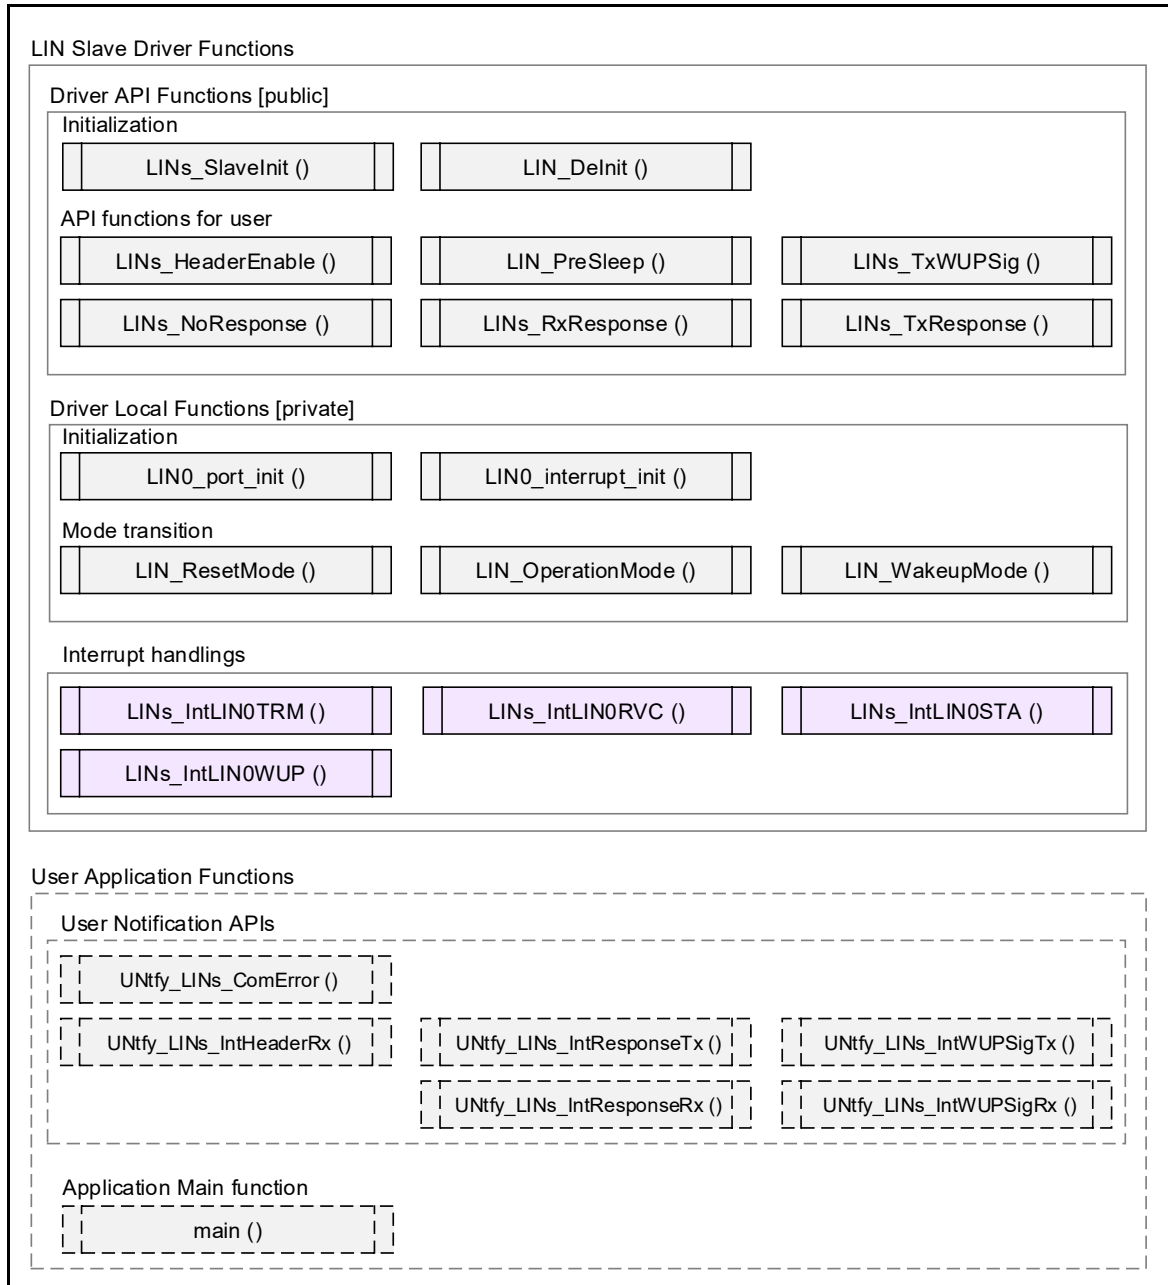 LIN Slave Driver Functions
Driver API Functions [public]
Initialization
LINs_SlaveInit () LIN_DeInit ()
API functions for user
LINs_HeaderEnable () LIN_PreSleep () LINs_TxWUPSig ()
LINs_NoResponse () LINs_RxResponse () LINs_TxResponse ()
Driver Local Functions [private]
Initialization
LIN0_port_init () LIN0_interrupt_init ()
Mode transition
LIN_ResetMode () LIN_OperationMode () LIN_WakeupMode ()
Interrupt handlings
LINs_IntLIN0TRM () LINs_IntLIN0RVC () LINs_IntLIN0STA ()
LINs_IntLIN0WUP ()
User Application Functions
User Notification APIs
UNtfy_LINs_ComError ()
UNtfy_LINs_IntHeaderRx () UNtfy_LINs_IntResponseTx () UNtfy_LINs_IntWUPSigTx ()
UNtfy_LINs_IntResponseRx () UNtfy_LINs_IntWUPSigRx ()
Application Main function
main ()